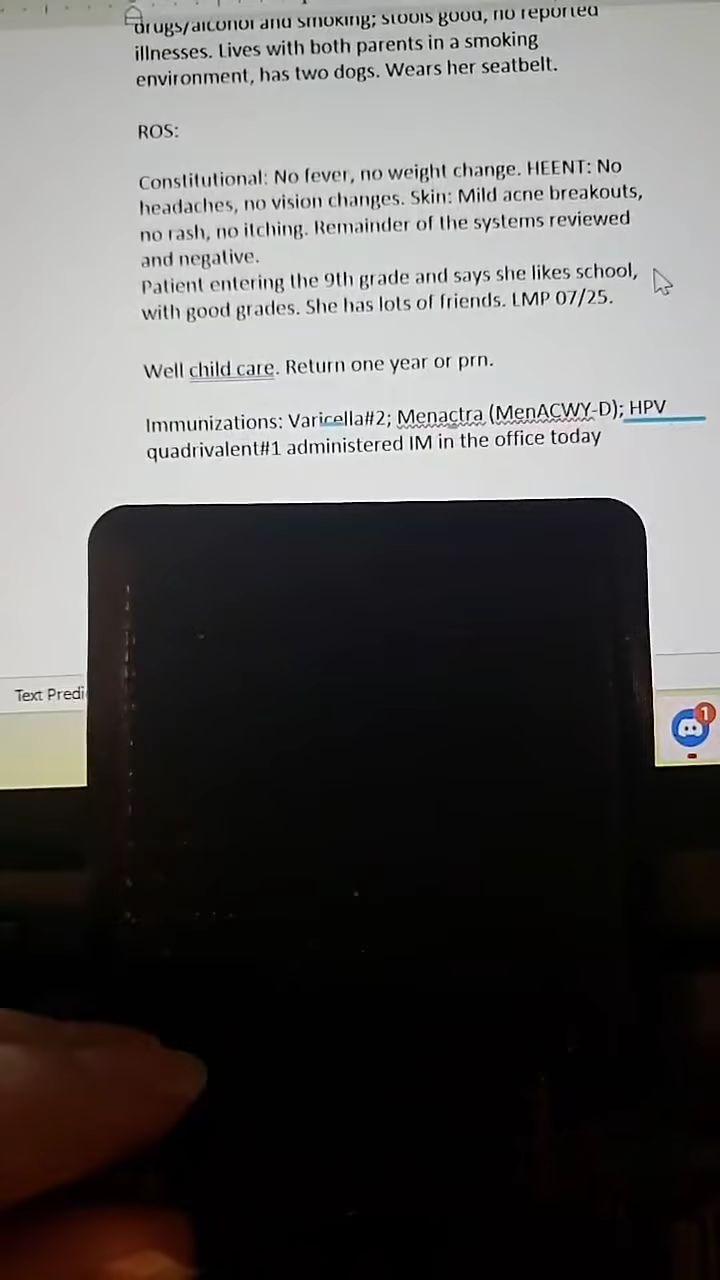 drugs/alcohol and smoking; stools good, no reported
illnesses. Lives with both parents in a smoking
environment, has two dogs. Wears her seatbelt.
ROS:
Constitutional: No fever, no weight change. HEENT: No
headaches, no vision changes. Skin: Mild acne breakouts,
no rash, no itching. Remainder of the systems reviewed
and negative.
Patient entering the 9th grade and says she likes school,
with good grades. She has lots of friends. LMP 07/25.
Well child care. Return one year or prn.
Immunizations: Varicella#2; Menactra (MenACWY-D); HPV
quadrivalent#1 administered IM in the office today
Text Predi
1